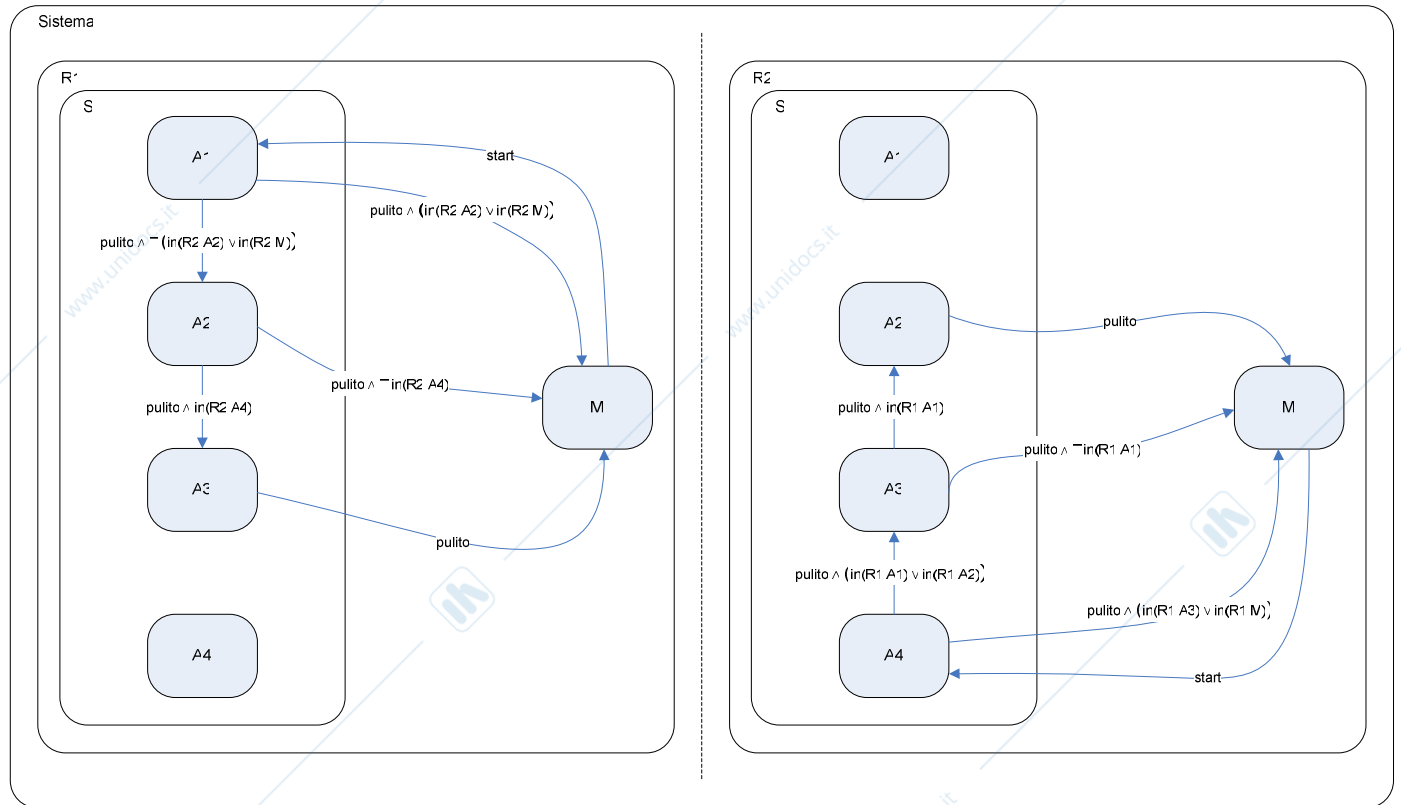 Sistema
R1
S
A1
start
pulito ∧ (in(R2 A2) ∨ in(R2 M))
pulito ∧ ¬(in(R2 A2) ∨ in(R2 M))
A2
pulito ∧ ¬in(R2 A4)
pulito ∧ in(R2 A4)
M
A3
pulito
A4
R2
S
A1
A2
pulito
pulito ∧ in(R1 A1)
M
pulito ∧ ¬in(R1 A1)
A3
pulito ∧ (in(R1 A1) ∨ in(R1 A2))
pulito ∧ (in(R1 A3) ∨ in(R1 M))
A4
start
www.unidocs.it
www.unidocs.it
.it